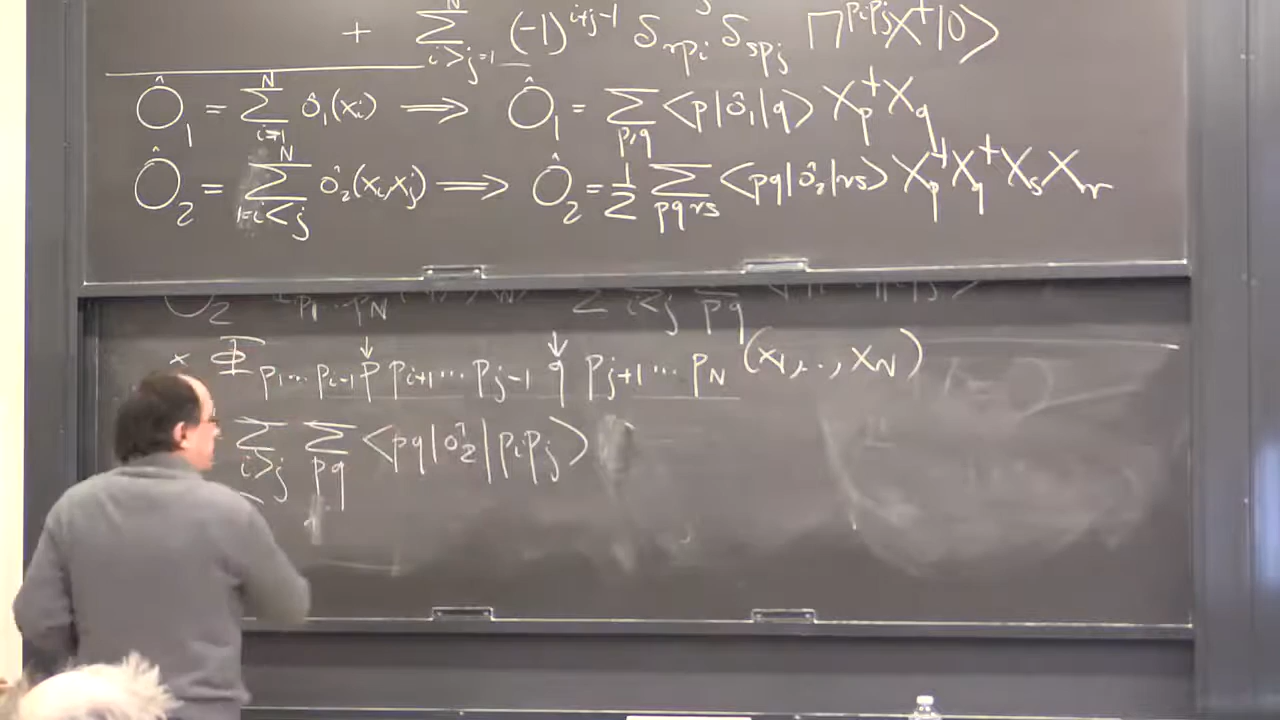 + Σ_{i>j=1}^{N} (-1)^{i+j-1} δ_{rp_i} δ_{sp_j} Π^{p_i p_j} X^+|0>
Ô_1 = Σ_{i=1}^{N} ô_1(x_i) ⟹ Ô_1 = Σ_{p,q} <p|ô_1|q> X_p^+ X_q
Ô_2 = Σ_{1=i<j}^{N} ô_2(x_i,x_j) ⟹ Ô_2 = 1/2 Σ_{pqrs} <pq|ô_2|rs> X_p^+ X_q^+ X_s X_r
× Φ_{p_1...p_{i-1} p p_{i+1}...p_{j-1} q p_{j+1}...p_N}(x_1,..,x_N)
Σ_{i>j} Σ_{pq} <pq|ô_2|p_i p_j>